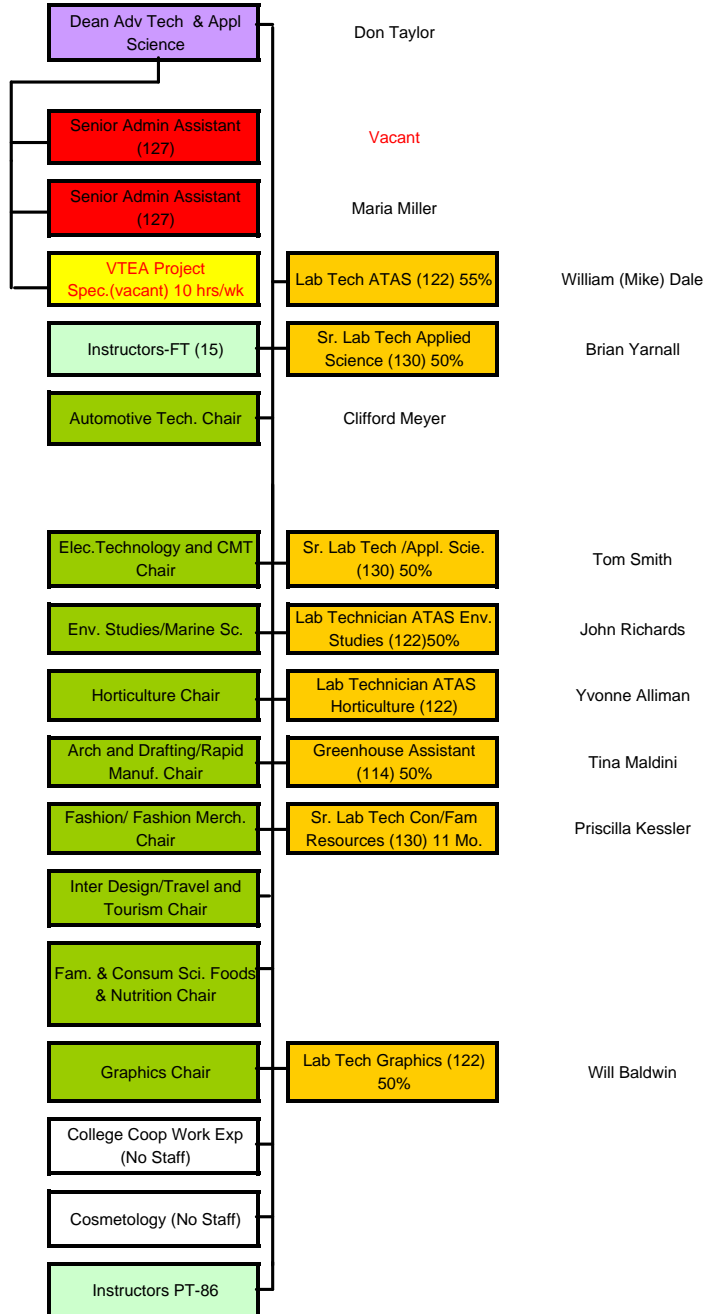 Dean Adv Tech & Appl
Science
Don Taylor
Senior Admin Assistant
(127)
Vacant
Senior Admin Assistant
(127)
Maria Miller
VTEA Project
Spec.(vacant) 10 hrs/wk
Lab Tech ATAS (122) 55%
William (Mike) Dale
Instructors-FT (15)
Sr. Lab Tech Applied
Science (130) 50%
Brian Yarnall
Automotive Tech. Chair
Clifford Meyer
Elec.Technology and CMT
Chair
Sr. Lab Tech /Appl. Scie.
(130) 50%
Tom Smith
Env. Studies/Marine Sc.
Lab Technician ATAS Env.
Studies (122)50%
John Richards
Horticulture Chair
Lab Technician ATAS
Horticulture (122)
Yvonne Alliman
Arch and Drafting/Rapid
Manuf. Chair
Greenhouse Assistant
(114) 50%
Tina Maldini
Fashion/ Fashion Merch.
Chair
Sr. Lab Tech Con/Fam
Resources (130) 11 Mo.
Priscilla Kessler
Inter Design/Travel and
Tourism Chair
Fam. & Consum Sci. Foods
& Nutrition Chair
Graphics Chair
Lab Tech Graphics (122)
50%
Will Baldwin
College Coop Work Exp
(No Staff)
Cosmetology (No Staff)
Instructors PT-86